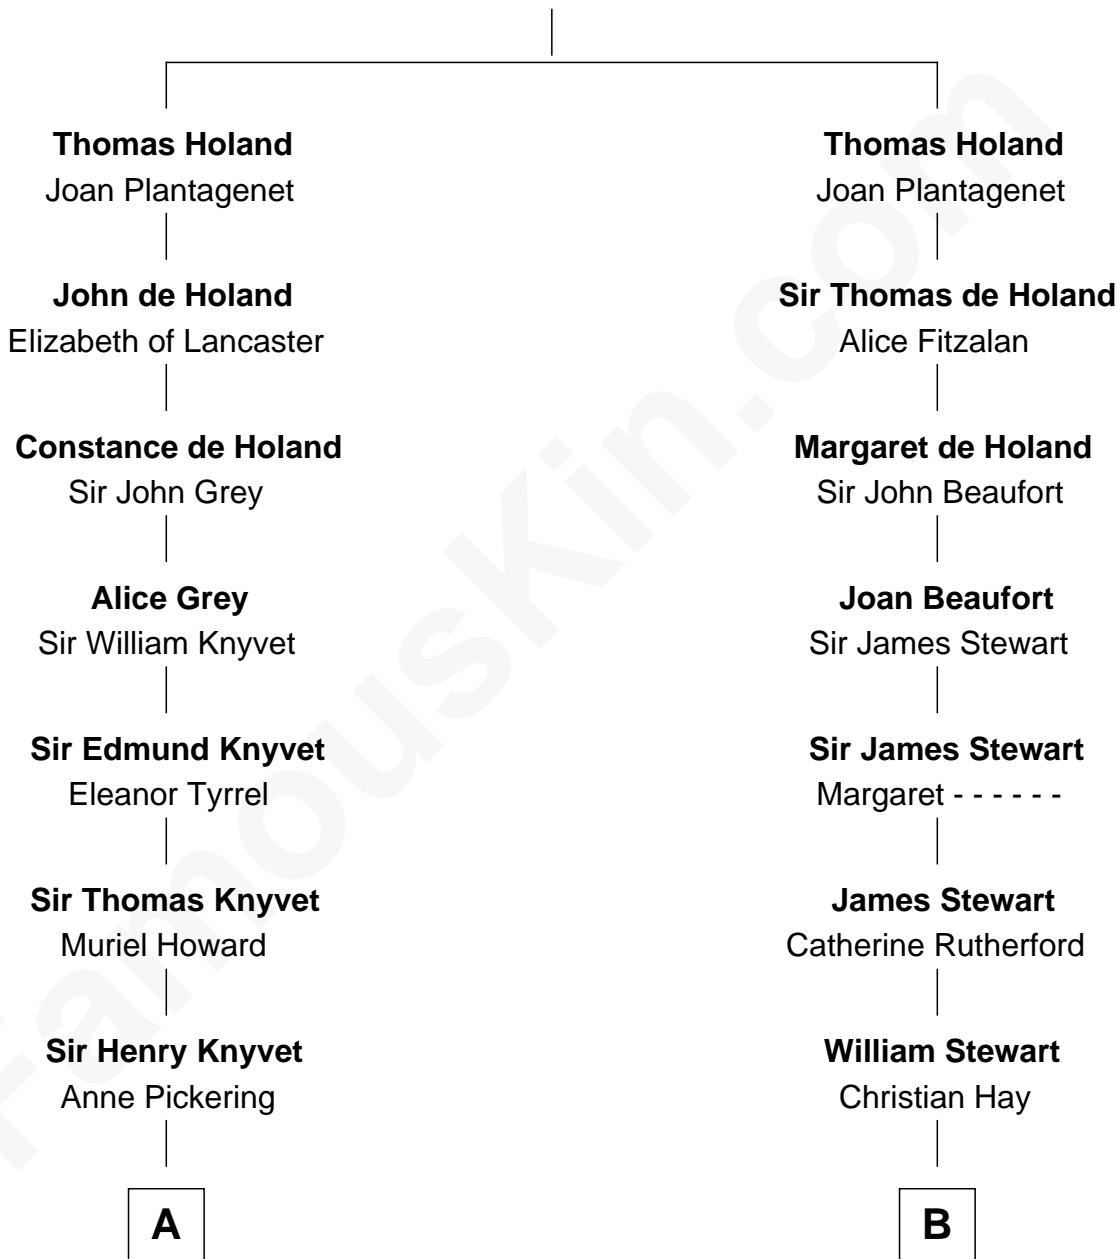 Thomas Holand
Joan Plantagenet
John de Holand
Elizabeth of Lancaster
Constance de Holand
Sir John Grey
Alice Grey
Sir William Knyvet
Sir Edmund Knyvet
Eleanor Tyrrel
Sir Thomas Knyvet
Muriel Howard
Sir Henry Knyvet
Anne Pickering
A
Thomas Holand
Joan Plantagenet
Sir Thomas de Holand
Alice Fitzalan
Margaret de Holand
Sir John Beaufort
Joan Beaufort
Sir James Stewart
Sir James Stewart
Margaret - - - - - -
James Stewart
Catherine Rutherford
William Stewart
Christian Hay
B
FamousKin.com